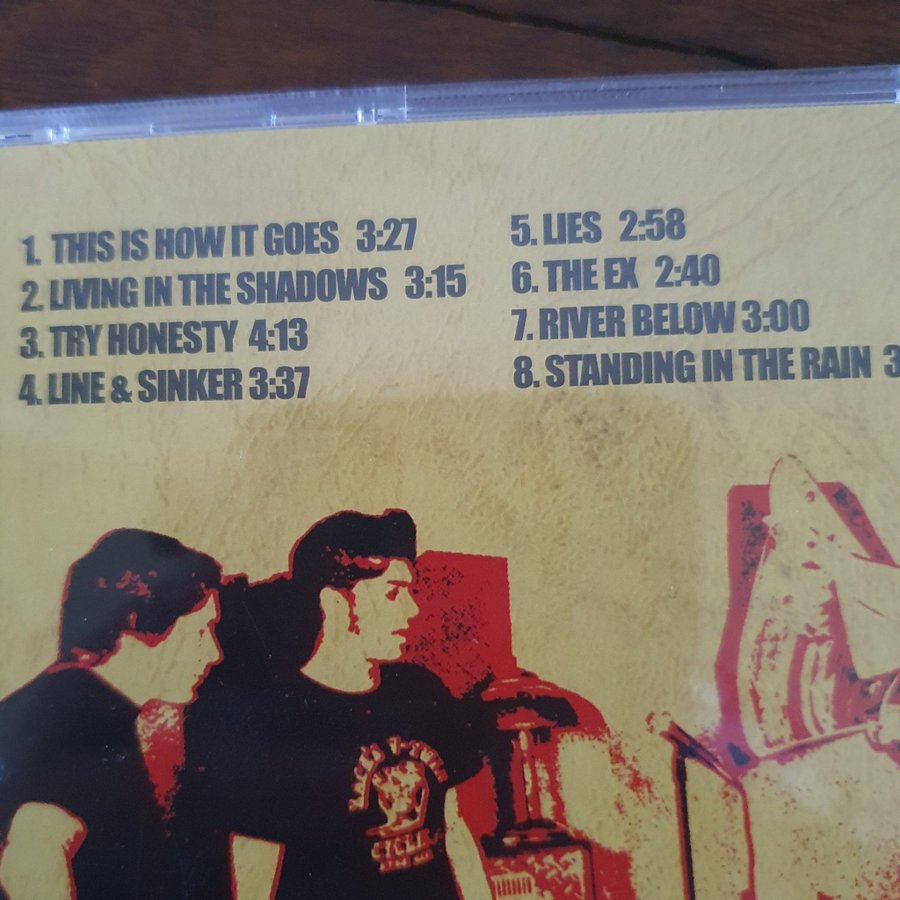 1. THIS IS HOW IT GOES 3:27
2. LIVING IN THE SHADOWS 3:15
3. TRY HONESTY 4:13
4. LINE & SINKER 3:37
5. LIES 2:58
6. THE EX 2:40
7. RIVER BELOW 3:00
8. STANDING IN THE RAIN 3
CYCLE